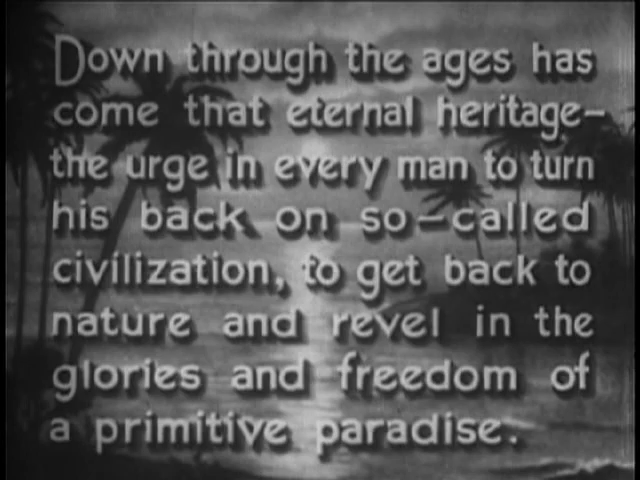 Down through the ages has
come that eternal heritage-
the urge in every man to turn
his back on so-called
civilization, to get back to
nature and revel in the
glories and freedom of
a primitive paradise.